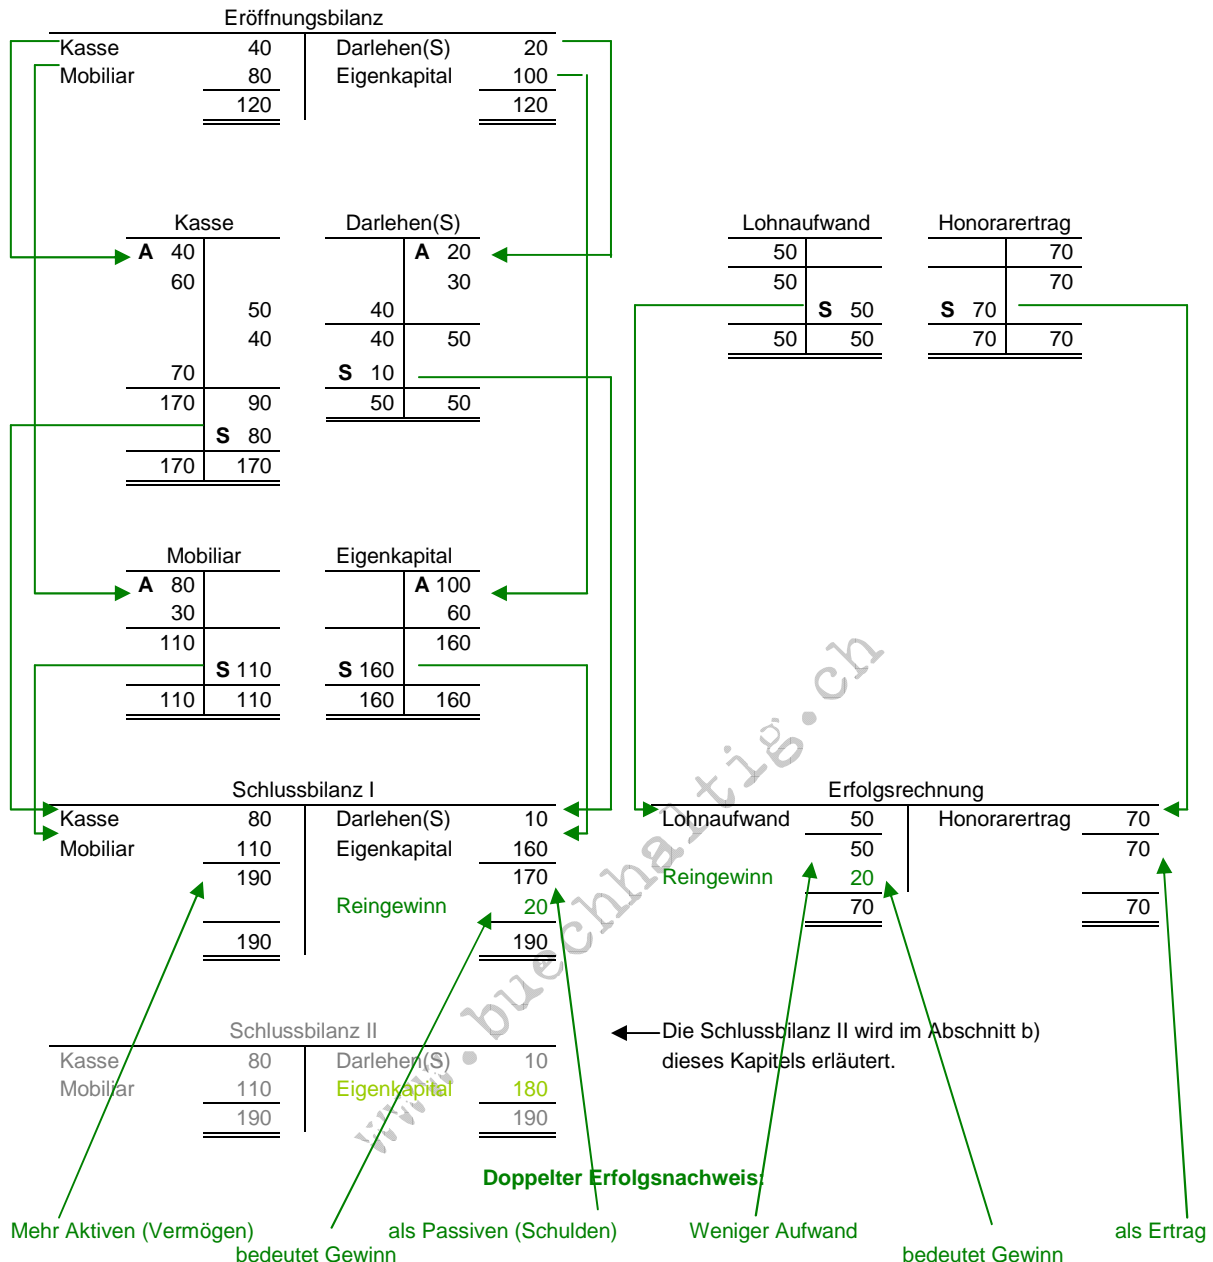 Eröffnungsbilanz
Kasse 40 Darlehen(S) 20
Mobiliar 80 Eigenkapital 100
120 120
Kasse Darlehen(S) Lohnaufwand Honorarertrag
A 40 A 20 50 70
60 30 50 70
50 40 S 50 S 70
40 40 50 50 50 70 70
70 S 10
170 90 50 50
S 80
170 170
Mobiliar Eigenkapital
A 80 A 100
30 60
110 160
S 110 S 160
110 110 160 160
Schlussbilanz I Erfolgsrechnung
Kasse 80 Darlehen(S) 10 Lohnaufwand 50 Honorarertrag 70
Mobiliar 110 Eigenkapital 160 50 70
190 170 Reingewinn 20
Reingewinn 20 70 70
190 190
Schlussbilanz II Die Schlussbilanz II wird im Abschnitt b)
Kasse 80 Darlehen(S) 10 dieses Kapitels erläutert.
Mobiliar 110 Eigenkapital 180
190 190
Doppelter Erfolgsnachweis:
Mehr Aktiven (Vermögen) als Passiven (Schulden) Weniger Aufwand als Ertrag
bedeutet Gewinn bedeutet Gewinn
www.buechhaltig.ch